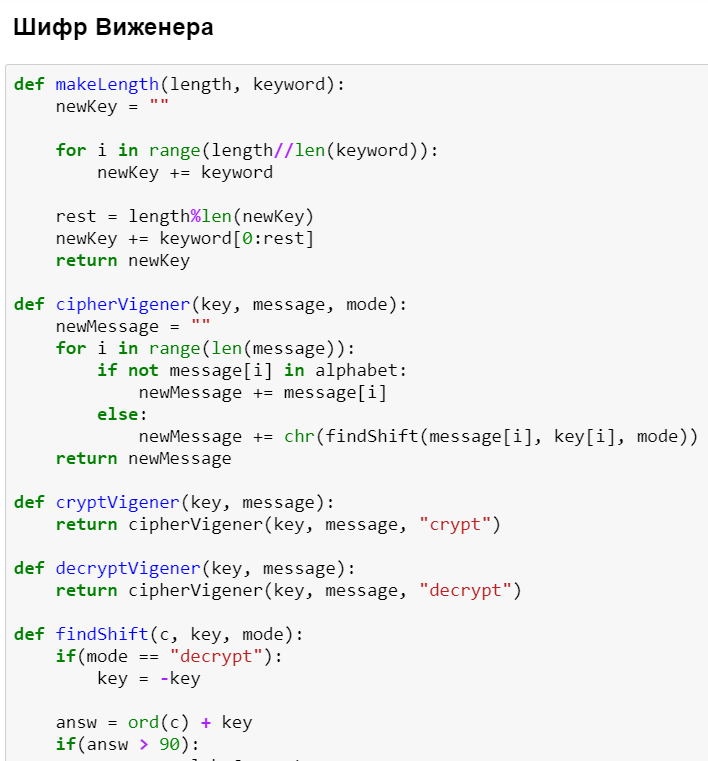 Шифр Виженера
def makeLength(length, keyword):
    newKey = ""
    for i in range(length//len(keyword)):
        newKey += keyword
    rest = length%len(newKey)
    newKey += keyword[0:rest]
    return newKey
def cipherVigener(key, message, mode):
    newMessage = ""
    for i in range(len(message)):
        if not message[i] in alphabet:
            newMessage += message[i]
        else:
            newMessage += chr(findShift(message[i], key[i], mode))
    return newMessage
def cryptVigener(key, message):
    return cipherVigener(key, message, "crypt")
def decryptVigener(key, message):
    return cipherVigener(key, message, "decrypt")
def findShift(c, key, mode):
    if(mode == "decrypt"):
        key = -key
    answ = ord(c) + key
    if(answ > 90):